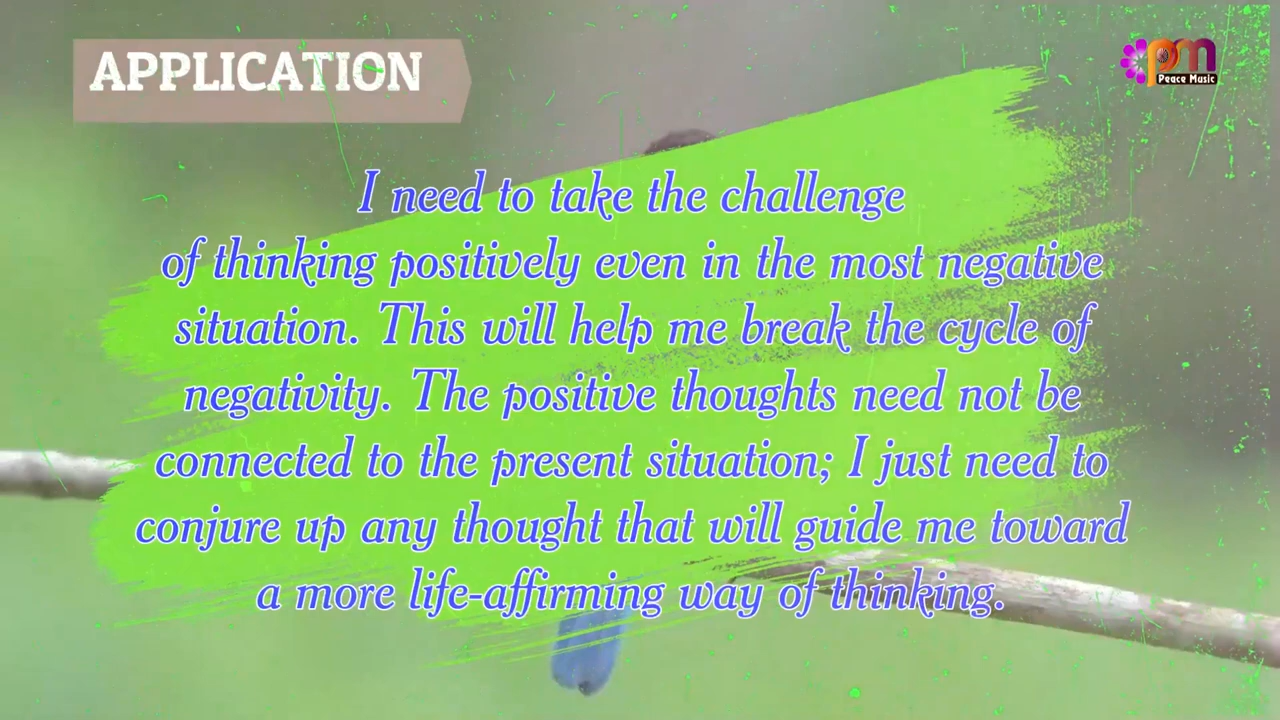 APPLICATION
pm
Peace Music
I need to take the challenge
of thinking positively even in the most negative
situation. This will help me break the cycle of
negativity. The positive thoughts need not be
connected to the present situation; I just need to
conjure up any thought that will guide me toward
a more life-affirming way of thinking.